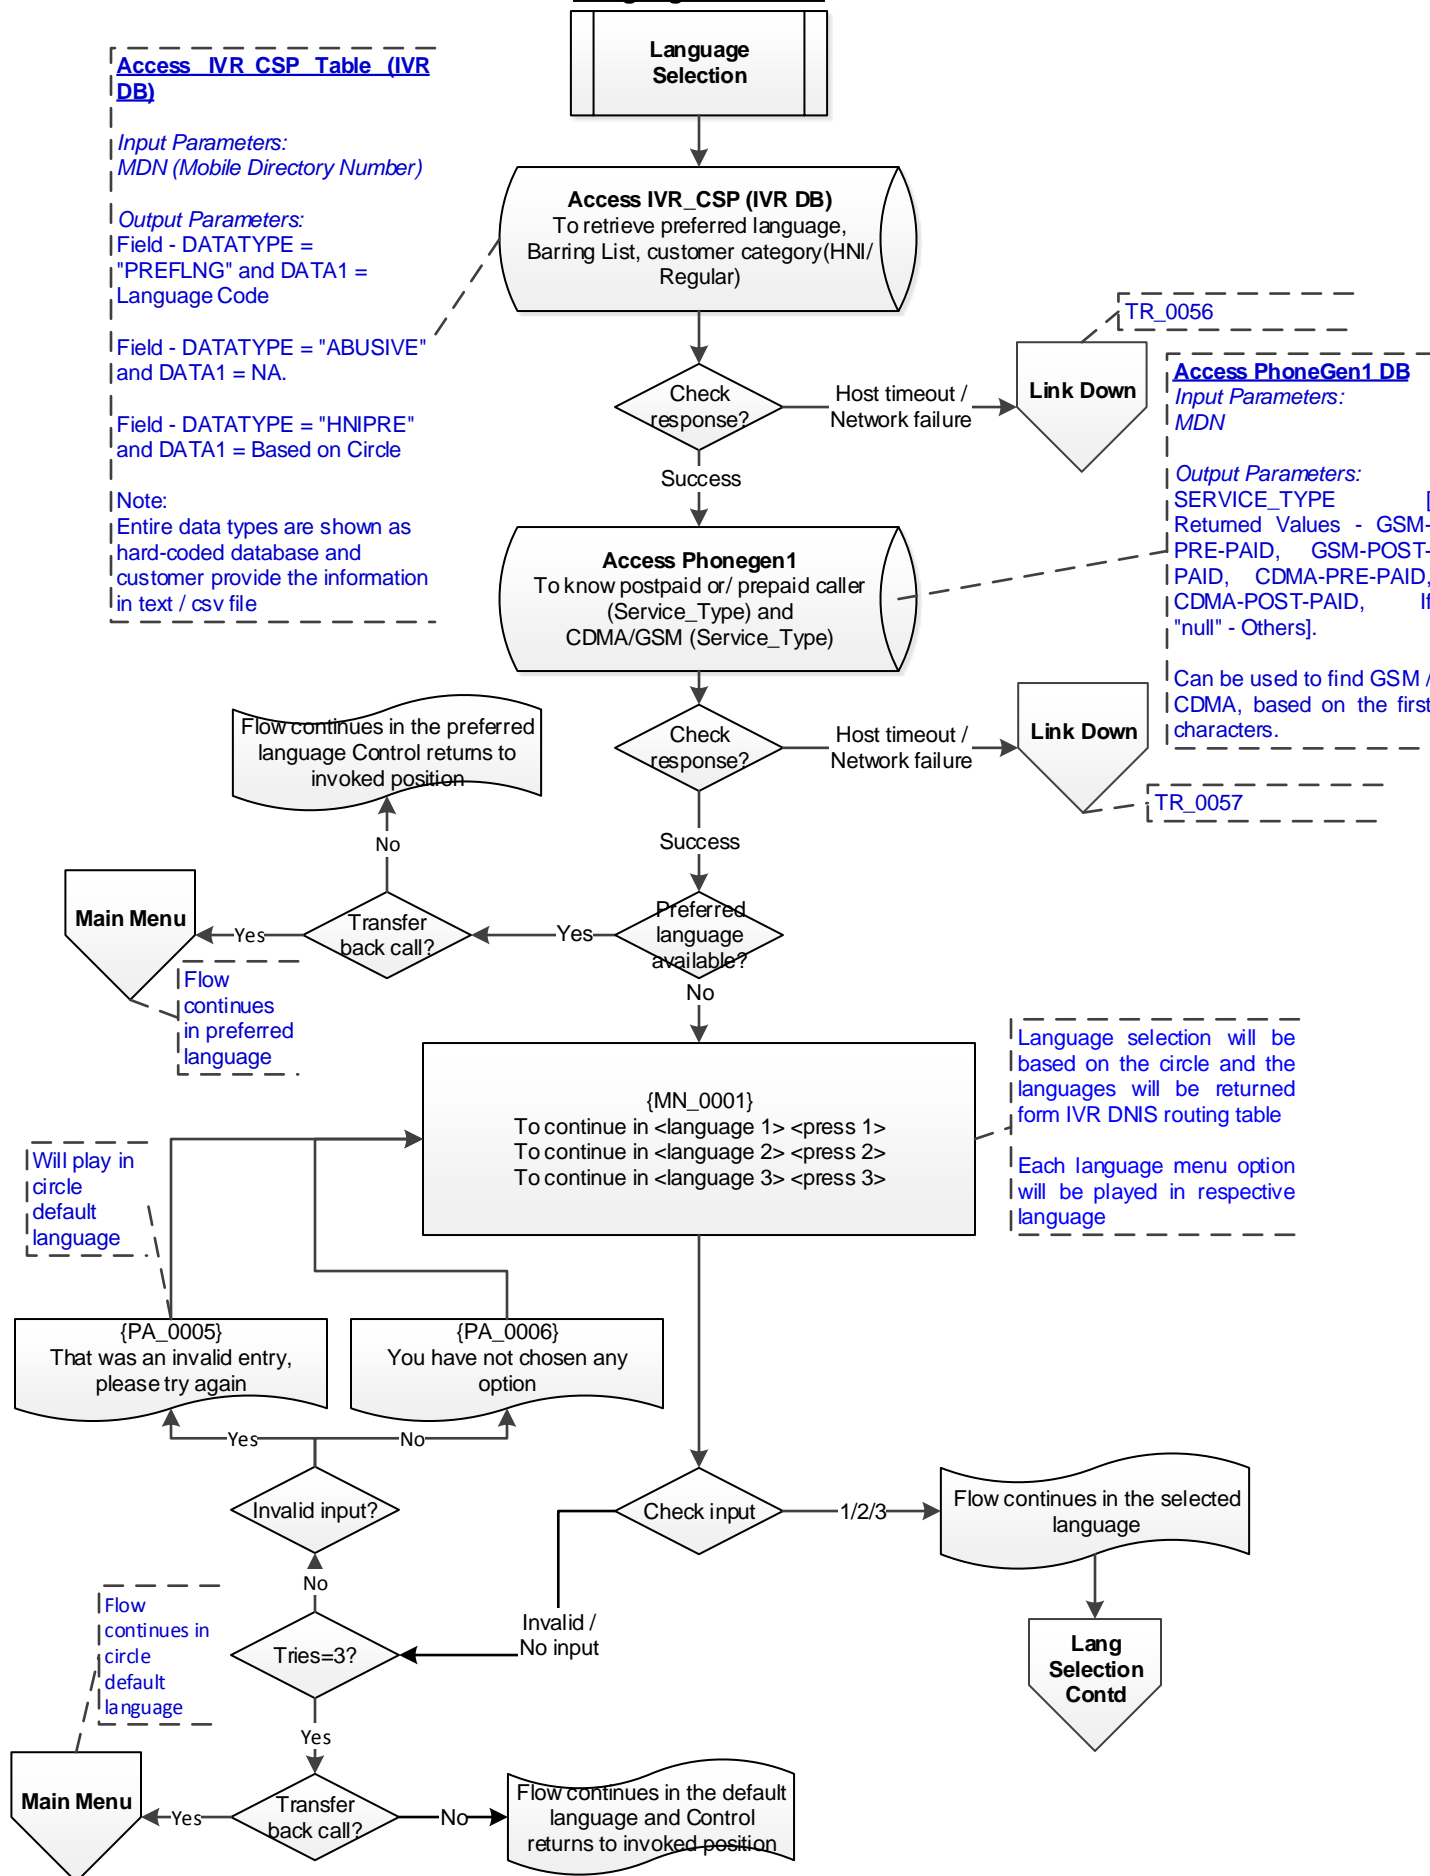 Language
Selection
Access IVR CSP Table (IVR
DB)
Input Parameters:
MDN (Mobile Directory Number)
Output Parameters:
Field - DATATYPE =
"PREFLNG" and DATA1 =
Language Code
Field - DATATYPE = "ABUSIVE"
and DATA1 = NA.
Field - DATATYPE = "HNIPRE"
and DATA1 = Based on Circle
Note:
Entire data types are shown as
hard-coded database and
customer provide the information
in text / csv file
Access IVR_CSP (IVR DB)
To retrieve preferred language,
Barring List, customer category(HNI/
Regular)
TR_0056
Check
response?
Host timeout /
Network failure
Link Down
Success
Access PhoneGen1 DB
Input Parameters:
MDN
Output Parameters:
SERVICE_TYPE [
Returned Values - GSM-
PRE-PAID, GSM-POST-
PAID, CDMA-PRE-PAID,
CDMA-POST-PAID, If
"null" - Others].
Can be used to find GSM /
CDMA, based on the first
characters.
Access Phonegen1
To know postpaid or/ prepaid caller
(Service_Type) and
CDMA/GSM (Service_Type)
Check
response?
Host timeout /
Network failure
Link Down
TR_0057
Success
Flow continues in the preferred
language Control returns to
invoked position
No
Main Menu
Yes
Transfer
back call?
Yes
Preferred
language
available?
No
Flow
continues
in preferred
language
{MN_0001}
To continue in <language 1> <press 1>
To continue in <language 2> <press 2>
To continue in <language 3> <press 3>
Language selection will be
based on the circle and the
languages will be returned
form IVR DNIS routing table
Each language menu option
will be played in respective
language
Will play in
circle
default
language
{PA_0005}
That was an invalid entry,
please try again
{PA_0006}
You have not chosen any
option
Yes
No
Invalid input?
Check input
1/2/3
Flow continues in the selected
language
No
Invalid /
No input
Tries=3?
Lang
Selection
Contd
Flow
continues in
circle
default
language
Yes
Main Menu
Yes
Transfer
back call?
No
Flow continues in the default
language and Control
returns to invoked position